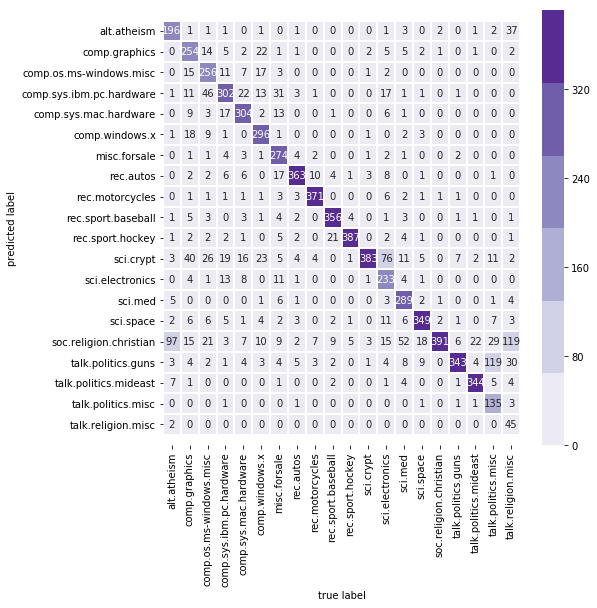 alt.atheism 196 1 1 1 0 1 0 1 0 0 0 0 1 3 0 2 0 1 2 37
comp.graphics 0 254 14 5 2 22 1 1 0 0 0 2 5 5 2 1 0 1 0 2
comp.os.ms-windows.misc 0 15 256 11 7 17 3 0 0 0 0 1 2 0 0 0 0 0 0 0
comp.sys.ibm.pc.hardware 1 11 46 302 22 13 31 3 1 0 0 0 17 1 1 0 0 0 0 0
comp.sys.mac.hardware 0 9 3 17 304 2 13 0 0 1 0 0 6 1 0 0 0 0 0 0
comp.windows.x 1 18 9 1 0 296 1 0 0 0 0 1 0 2 3 0 0 0 0 0
misc.forsale 0 1 1 4 3 1 274 4 2 0 0 0 2 1 0 0 2 0 0 0
rec.autos 0 2 2 6 6 0 17 363 10 4 1 3 8 0 1 0 0 0 1 0
rec.motorcycles 0 1 1 1 1 1 3 3 371 0 0 0 6 2 1 1 1 0 0 0
rec.sport.baseball 1 5 3 0 3 1 4 2 0 356 4 0 1 3 0 0 1 1 0 1
rec.sport.hockey 1 2 2 2 1 0 5 2 0 21 387 0 2 4 1 0 0 0 0 1
sci.crypt 3 40 26 19 16 23 5 4 4 0 1 383 76 11 5 0 7 2 11 2
sci.electronics 0 4 1 13 8 0 11 1 0 0 0 0 233 4 1 0 0 0 0 0
sci.med 5 0 0 0 0 1 6 1 0 0 0 0 3 289 2 1 0 0 1 4
sci.space 2 6 6 5 1 4 2 3 0 2 1 0 11 6 349 2 1 0 7 3
soc.religion.christian 97 15 21 3 7 10 9 2 7 9 5 3 15 52 18 391 6 22 29 119
talk.politics.guns 3 4 2 1 4 3 4 5 3 2 0 1 4 8 9 0 343 4 119 30
talk.politics.mideast 7 1 0 0 0 0 1 0 0 2 0 0 1 4 0 0 1 344 5 4
talk.politics.misc 0 0 0 1 0 0 0 1 0 0 0 0 0 0 1 0 1 1 135 3
talk.religion.misc 2 0 0 0 0 0 0 0 0 0 0 0 0 0 0 0 0 0 0 45
predicted label
alt.atheism
comp.graphics
comp.os.ms-windows.misc
comp.sys.ibm.pc.hardware
comp.sys.mac.hardware
comp.windows.x
misc.forsale
rec.autos
rec.motorcycles
rec.sport.baseball
rec.sport.hockey
sci.crypt
sci.electronics
sci.med
sci.space
soc.religion.christian
talk.politics.guns
talk.politics.mideast
talk.politics.misc
talk.religion.misc
true label
320
240
160
80
0